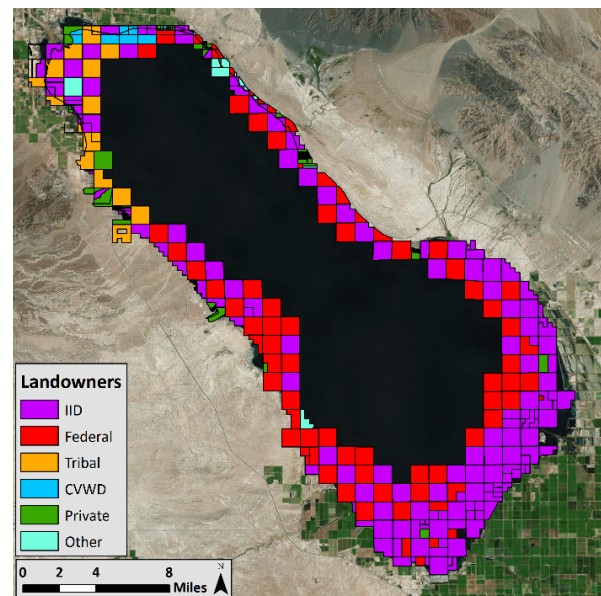 Landowners
IID
Federal
Tribal
CVWD
Private
Other
N
0 2 4 8
Miles